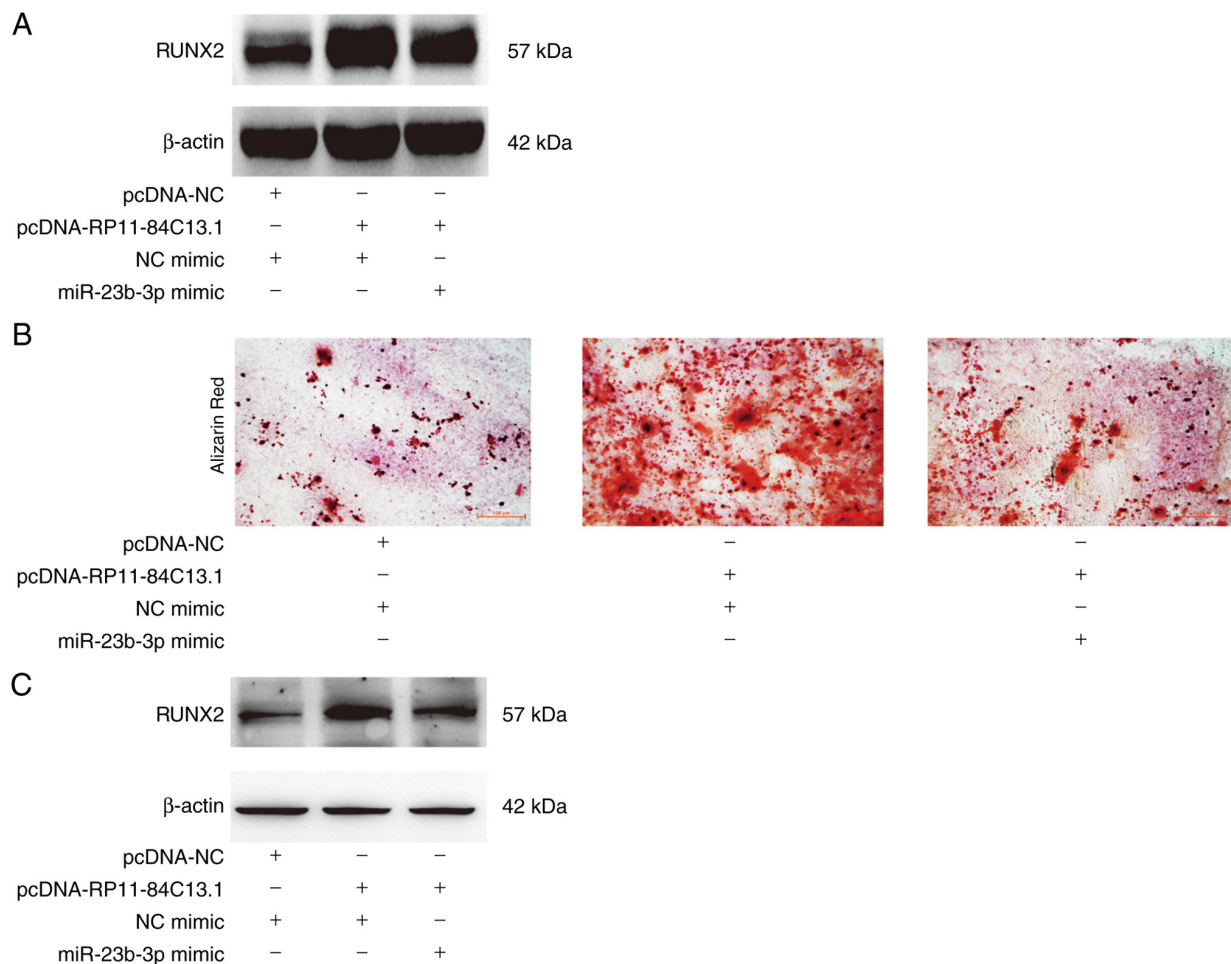 A
RUNX2 57 kDa
β-actin 42 kDa
pcDNA-NC + – –
pcDNA-RP11-84C13.1 – + +
NC mimic + + –
miR-23b-3p mimic – – +
B
Alizarin Red
100 μm
pcDNA-NC + – –
pcDNA-RP11-84C13.1 – + +
NC mimic + + –
miR-23b-3p mimic – – +
C
RUNX2 57 kDa
β-actin 42 kDa
pcDNA-NC + – –
pcDNA-RP11-84C13.1 – + +
NC mimic + + –
miR-23b-3p mimic – – +